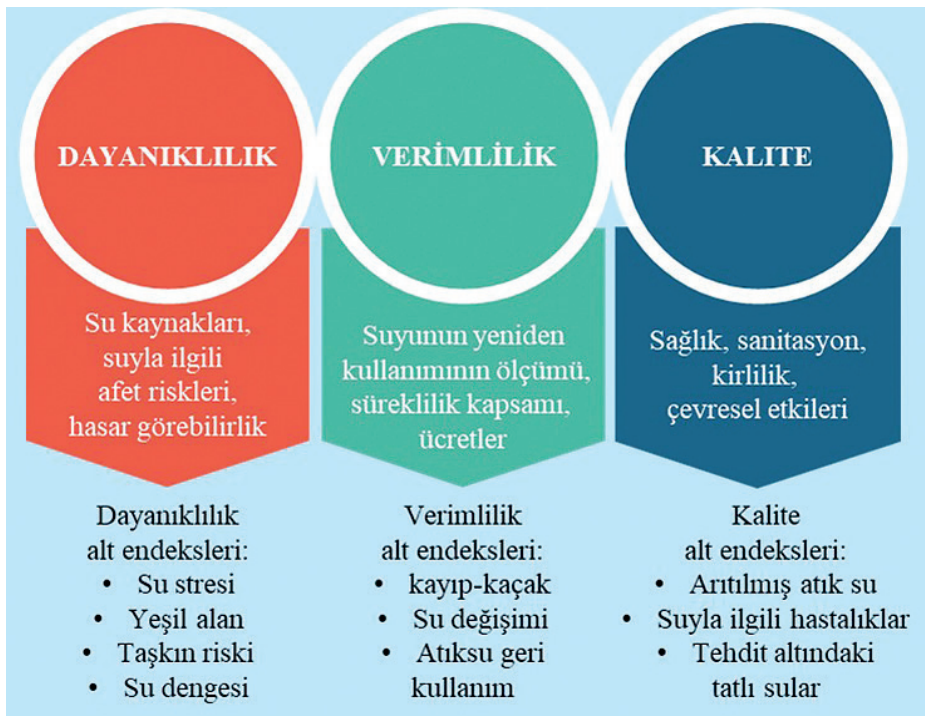 DAYANIKLILIK
Su kaynakları,
suyla ilgili
afet riskleri,
hasar görebilirlik
Dayanıklılık
alt endeksleri:
• Su stresi
• Yeşil alan
• Taşkın riski
• Su dengesi
VERİMLİLİK
Suyunun yeniden
kullanımının ölçümü,
süreklilik kapsamı,
ücretler
Verimlilik
alt endeksleri:
• kayıp-kaçak
• Su değişimi
• Atıksu geri
kullanım
KALITE
Sağlık, sanitasyon,
kirlilik,
çevresel etkileri
Kalite
alt endeksleri:
• Arıtılmış atık su
• Suyla ilgili hastalıklar
• Tehdit altındaki
tatlı sular